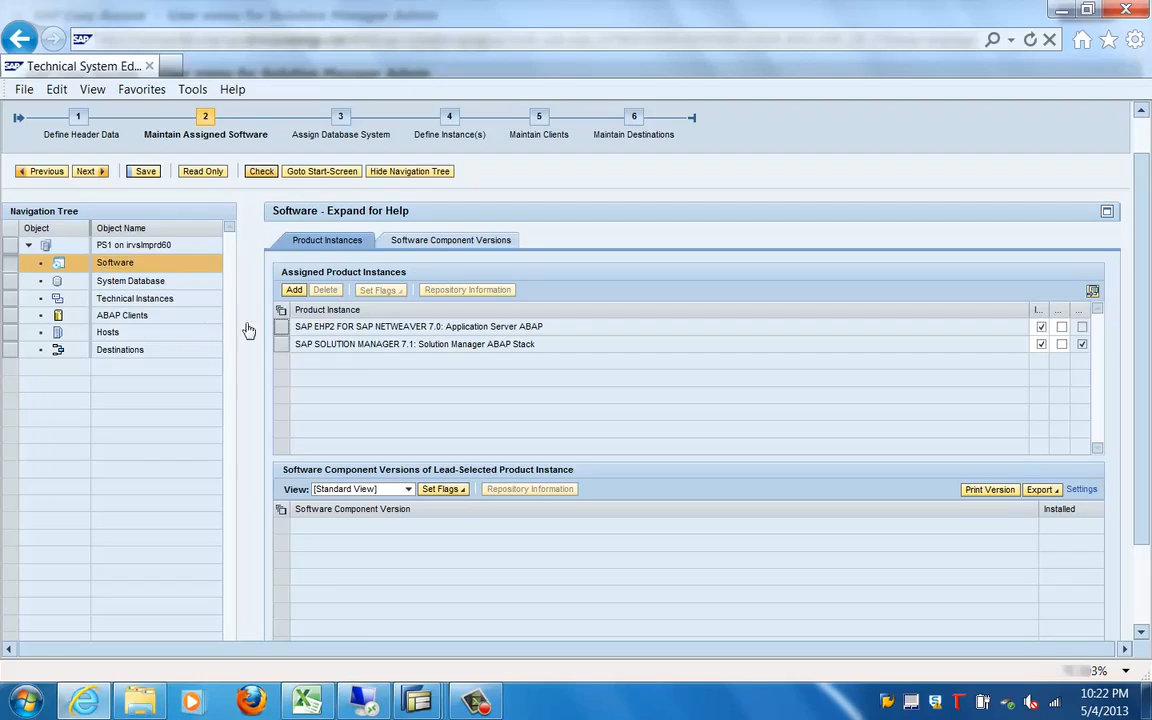 Technical System Ed...
File Edit View Favorites Tools Help
1 2 3 4 5 6
Define Header Data Maintain Assigned Software Assign Database System Define Instance(s) Maintain Clients Maintain Destinations
Previous Next Save Read Only Check Goto Start-Screen Hide Navigation Tree
Navigation Tree
Object Object Name
PS1 on irvslmprd60
Software
System Database
Technical Instances
ABAP Clients
Hosts
Destinations
Software - Expand for Help
Product Instances Software Component Versions
Assigned Product Instances
Add Delete Set Flags Repository Information
Product Instance I... ... ...
SAP EHP2 FOR SAP NETWEAVER 7.0: Application Server ABAP
SAP SOLUTION MANAGER 7.1: Solution Manager ABAP Stack
Software Component Versions of Lead-Selected Product Instance
View: [Standard View] Set Flags Repository Information Print Version Export Settings
Software Component Version Installed
3%
10:22 PM
5/4/2013